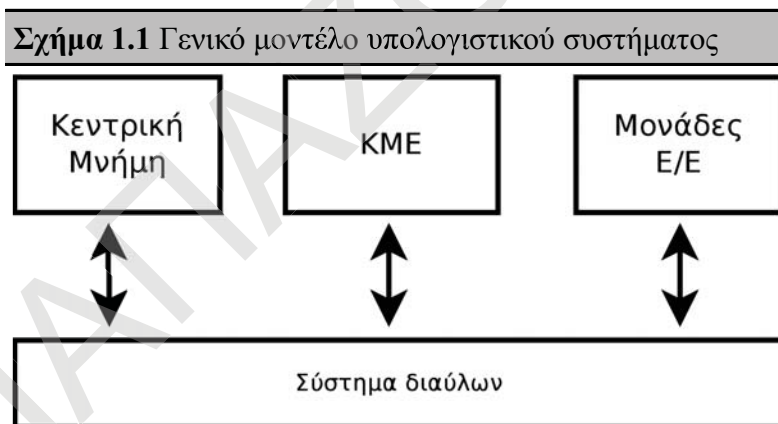 Σχήμα 1.1 Γενικό μοντέλο υπολογιστικού συστήματος
Κεντρική
Μνήμη
ΚΜΕ
Μονάδες
Ε/Ε
Σύστημα διαύλων